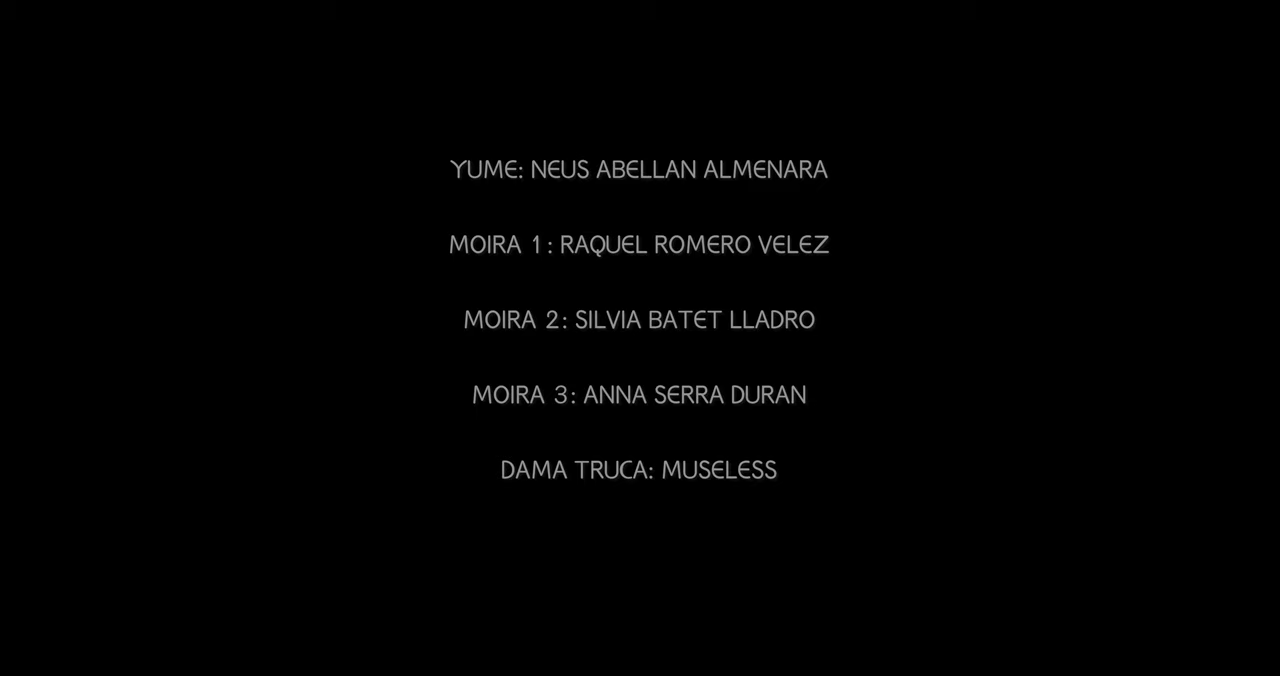 YUME: NEUS ABELLAN ALMENARA
MOIRA 1: RAQUEL ROMERO VELEZ
MOIRA 2: SILVIA BATET LLADRO
MOIRA 3: ANNA SERRA DURAN
DAMA TRUCA: MUSELESS